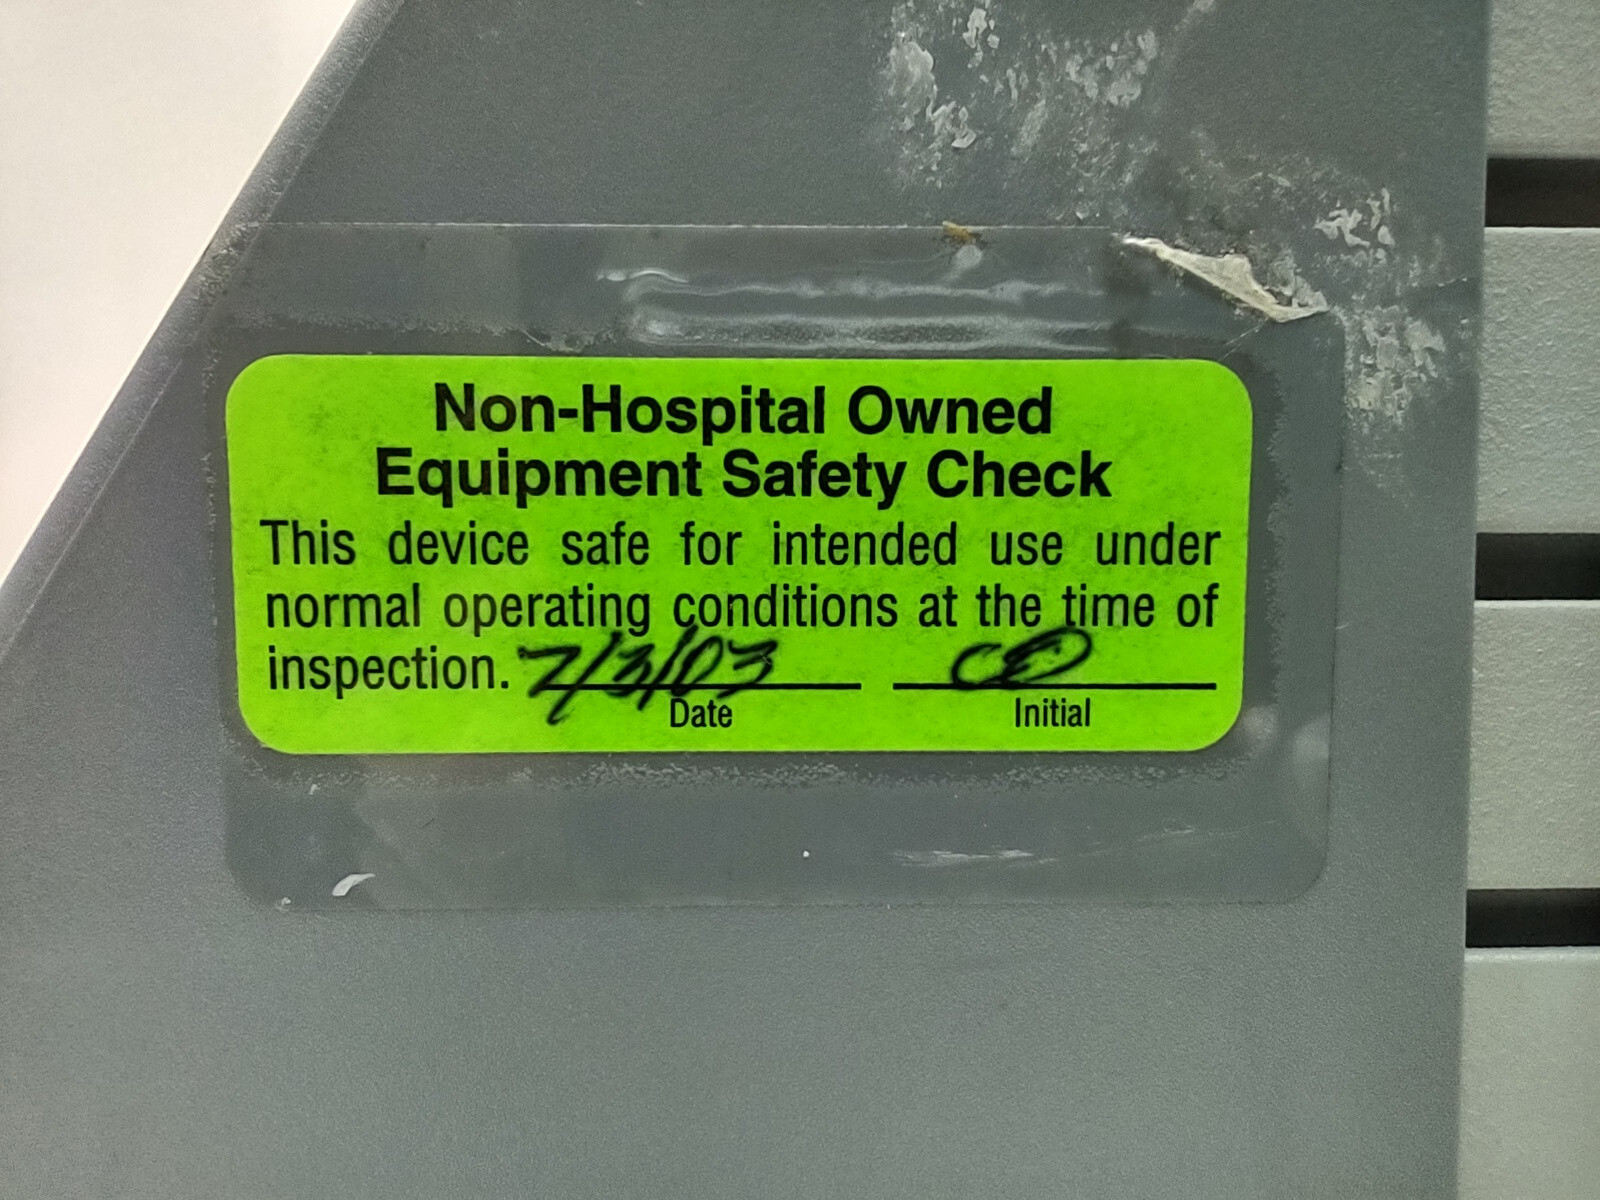 Non-Hospital Owned
Equipment Safety Check
This device safe for intended use under
normal operating conditions at the time of
inspection. 7/3/03
Date Initial